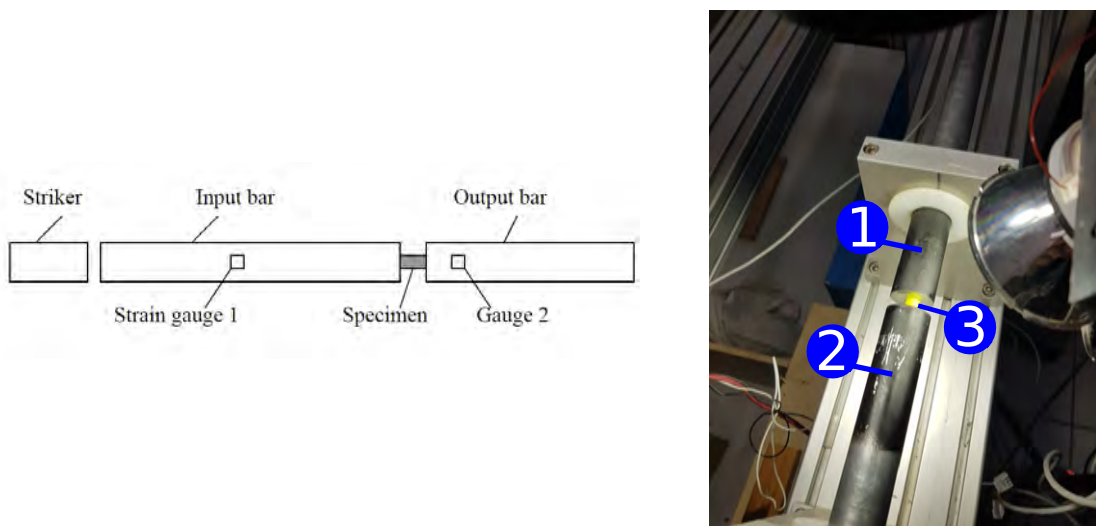 Striker
Input bar
Output bar
Strain gauge 1
Specimen
Gauge 2
1
2
3